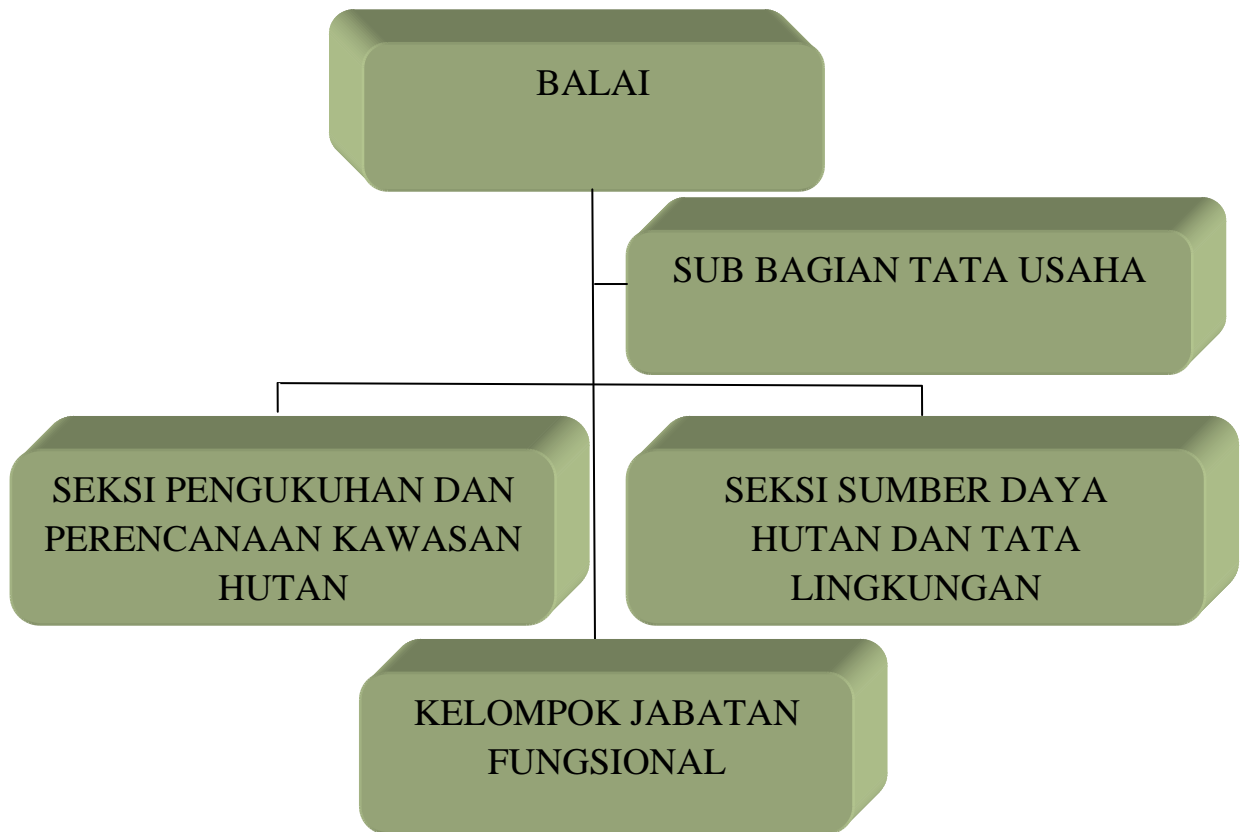 BALAI
SUB BAGIAN TATA USAHA
SEKSI PENGUKUHAN DAN
PERENCANAAN KAWASAN
HUTAN
SEKSI SUMBER DAYA
HUTAN DAN TATA
LINGKUNGAN
KELOMPOK JABATAN
FUNGSIONAL